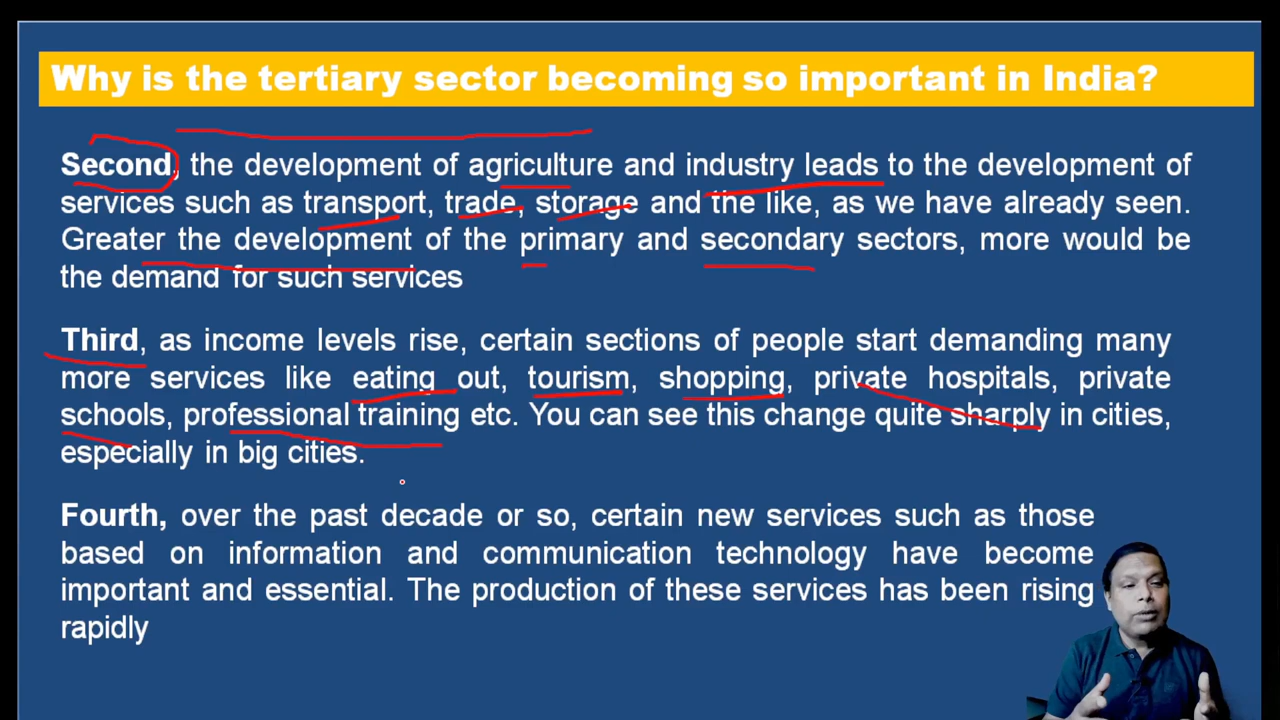 Why is the tertiary sector becoming so important in India?
Second, the development of agriculture and industry leads to the development of
services such as transport, trade, storage and the like, as we have already seen.
Greater the development of the primary and secondary sectors, more would be
the demand for such services
Third, as income levels rise, certain sections of people start demanding many
more services like eating out, tourism, shopping, private hospitals, private
schools, professional training etc. You can see this change quite sharply in cities,
especially in big cities.
Fourth, over the past decade or so, certain new services such as those
based on information and communication technology have become
important and essential. The production of these services has been rising
rapidly